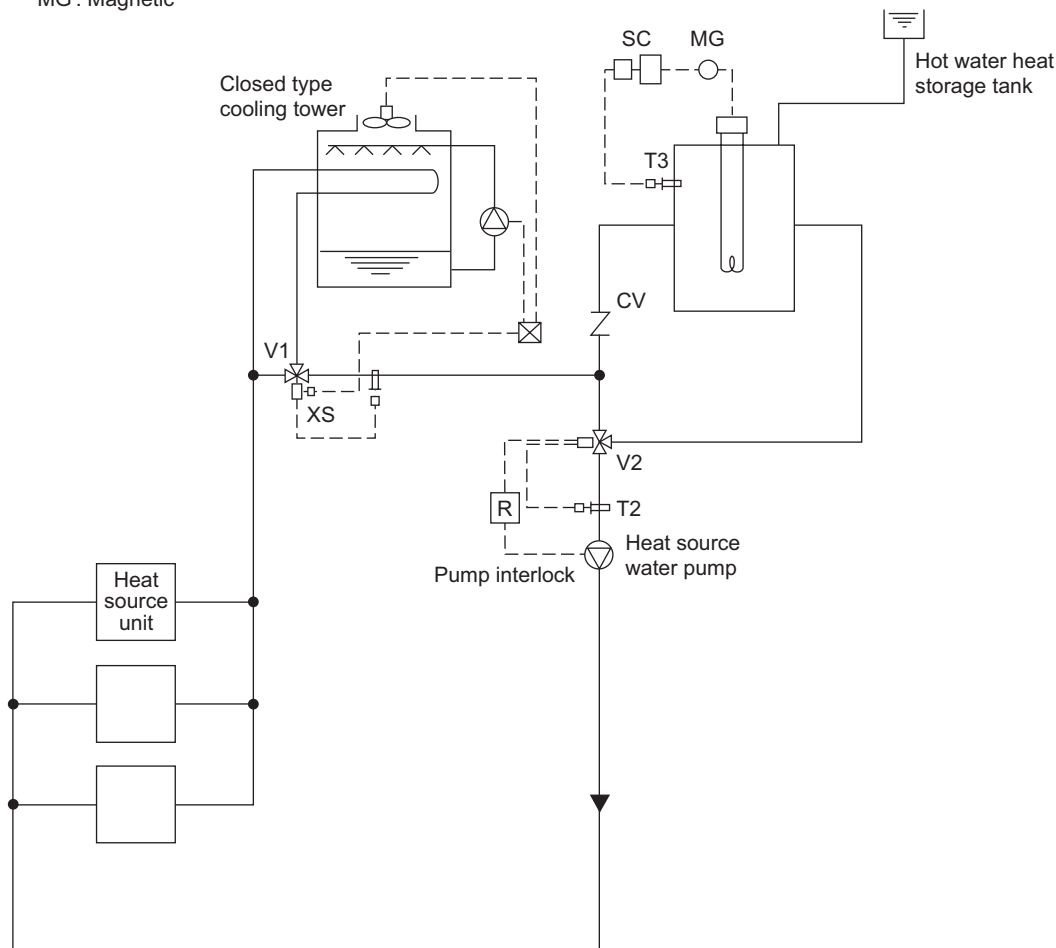 MG : Magnetic
SC
MG
Hot water heat
storage tank
Closed type
cooling tower
T3
CV
V1
XS
V2
R
T2
Heat source
water pump
Pump interlock
Heat
source
unit